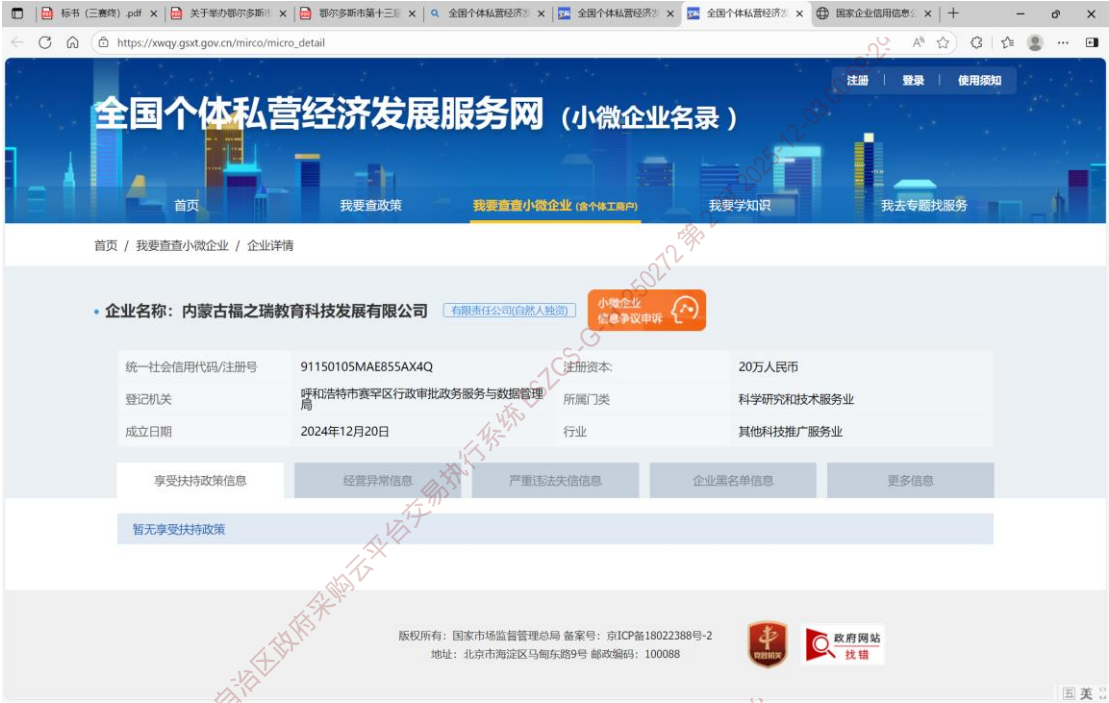 标书（三赛终）.pdf
关于举办鄂尔多斯市
鄂尔多斯市第十三届
全国个体私营经济发
全国个体私营经济发
全国个体私营经济发
国家企业信用信息公
https://xwqy.gsxt.gov.cn/mirco/micro_detail
注册 | 登录 | 使用须知
全国个体私营经济发展服务网（小微企业名录）
首页 我要查政策 我要查查小微企业 (含个体工商户) 我要学知识 我去专题找服务
首页 / 我要查查小微企业 / 企业详情
• 企业名称：内蒙古福之瑞教育科技发展有限公司 有限责任公司(自然人独资) 小微企业
信息争议申诉
统一社会信用代码/注册号 91150105MAE855AX4Q 注册资本: 20万人民币
登记机关 呼和浩特市赛罕区行政审批政务服务与数据管理局 所属门类 科学研究和技术服务业
成立日期 2024年12月20日 行业 其他科技推广服务业
享受扶持政策信息 经营异常信息 严重违法失信信息 企业黑名单信息 更多信息
暂无享受扶持政策
版权所有：国家市场监督管理总局 备案号：京ICP备18022388号-2
地址：北京市海淀区马甸东路9号 邮政编码：100088
党政机关
政府网站
找错
自治区政府采购云平台交易执行系统
五 英